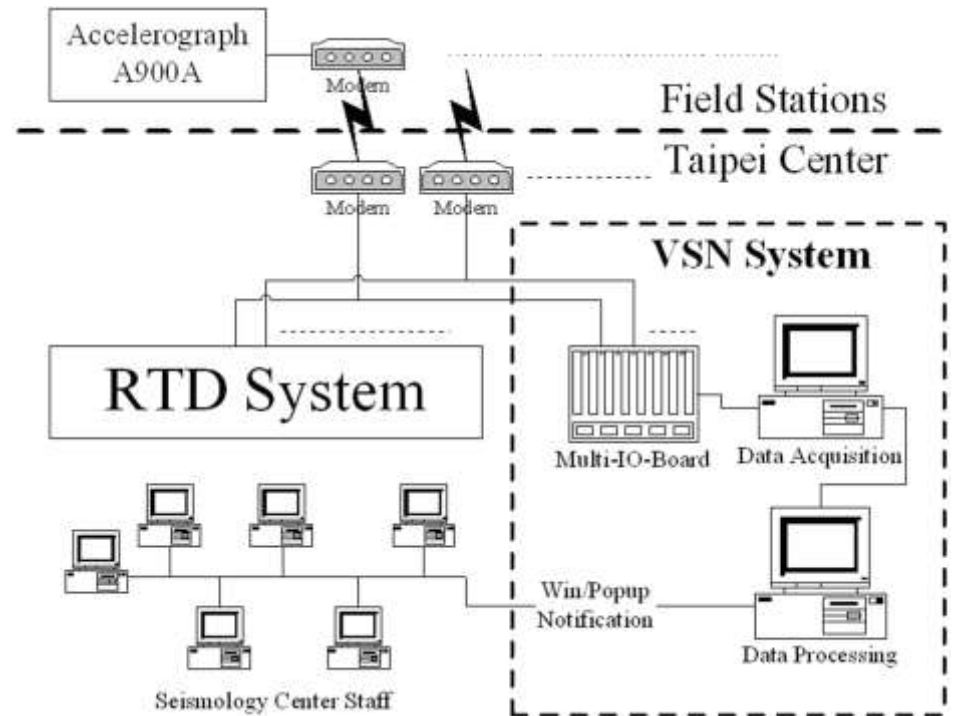 Accelerograph
A900A
Modem
Field Stations
Taipei Center
Modem
Modem
VSN System
RTD System
Multi-IO-Board
Data Acquisition
Win/Popup
Notification
Data Processing
Seismology Center Staff